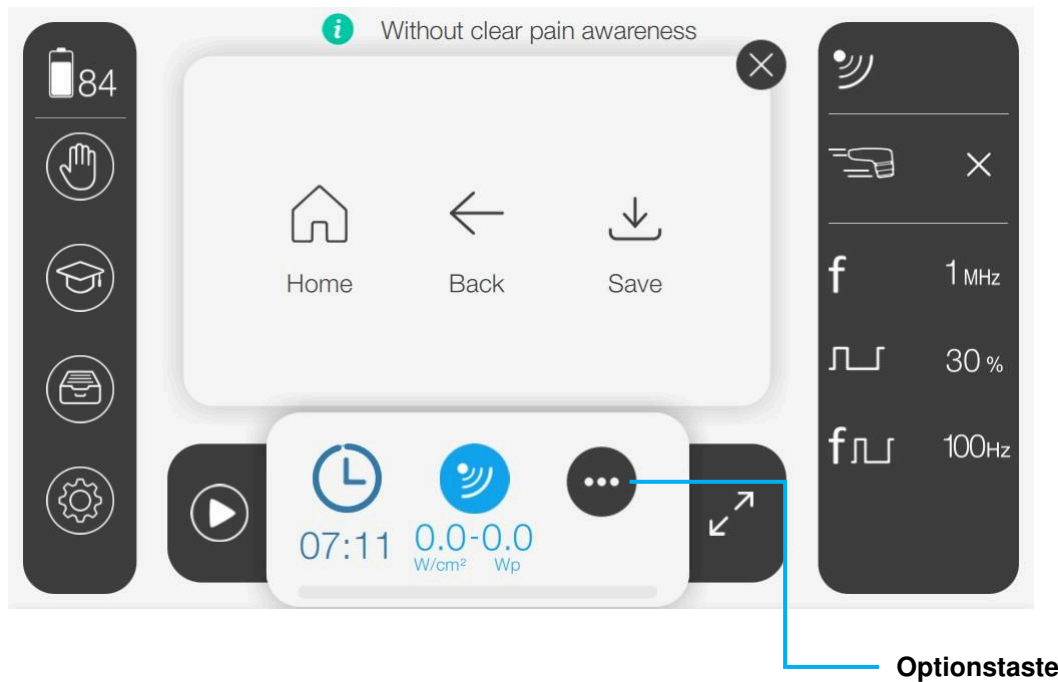 i Without clear pain awareness
84
Home Back Save
f 1 MHz
30 %
f 100Hz
07:11 0.0-0.0
W/cm² Wp
Optionstaste